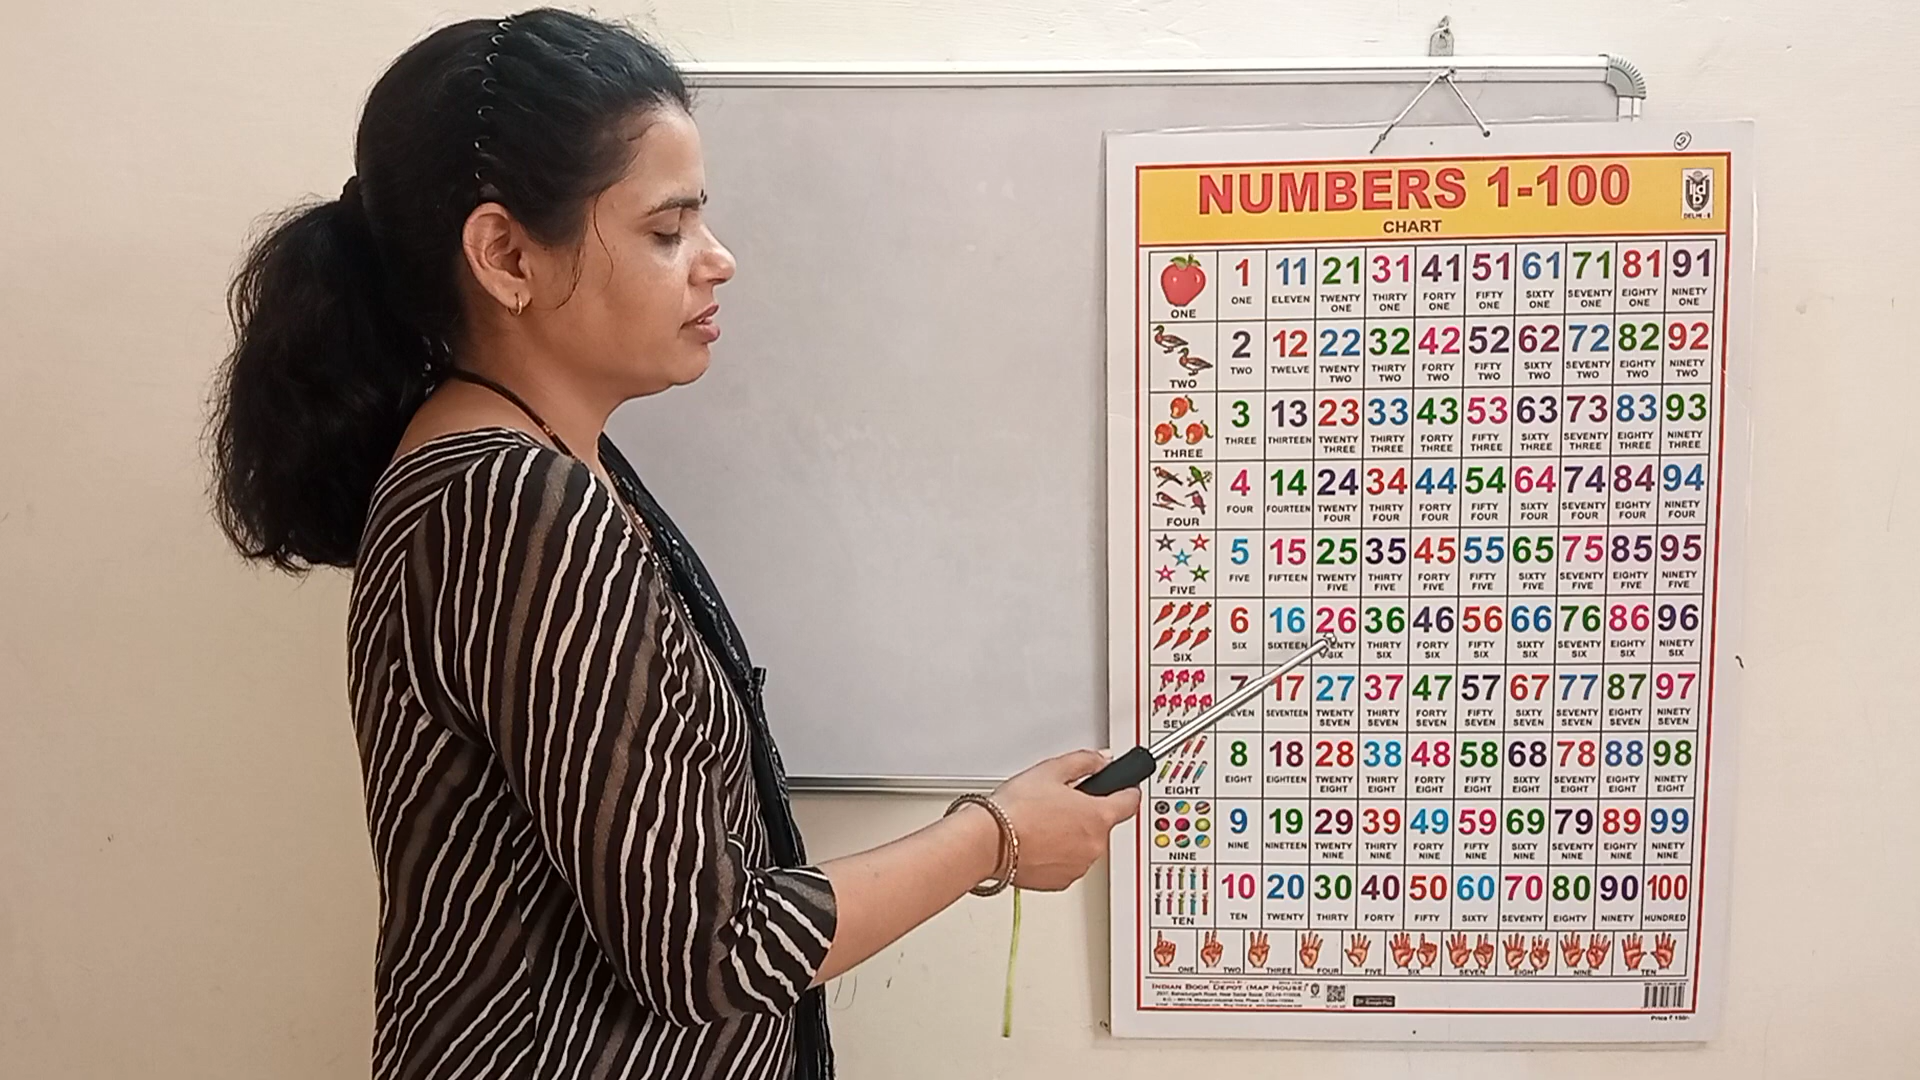 2
NUMBERS 1-100
CHART
DELHI-6
ONE 1 11 21 31 41 51 61 71 81 91
ONE ELEVEN TWENTY ONE THIRTY ONE FORTY ONE FIFTY ONE SIXTY ONE SEVENTY ONE EIGHTY ONE NINETY ONE
TWO 2 12 22 32 42 52 62 72 82 92
TWO TWELVE TWENTY TWO THIRTY TWO FORTY TWO FIFTY TWO SIXTY TWO SEVENTY TWO EIGHTY TWO NINETY TWO
THREE 3 13 23 33 43 53 63 73 83 93
THREE THIRTEEN TWENTY THREE THIRTY THREE FORTY THREE FIFTY THREE SIXTY THREE SEVENTY THREE EIGHTY THREE NINETY THREE
FOUR 4 14 24 34 44 54 64 74 84 94
FOUR FOURTEEN TWENTY FOUR THIRTY FOUR FORTY FOUR FIFTY FOUR SIXTY FOUR SEVENTY FOUR EIGHTY FOUR NINETY FOUR
FIVE 5 15 25 35 45 55 65 75 85 95
FIVE FIFTEEN TWENTY FIVE THIRTY FIVE FORTY FIVE FIFTY FIVE SIXTY FIVE SEVENTY FIVE EIGHTY FIVE NINETY FIVE
SIX 6 16 26 36 46 56 66 76 86 96
SIX SIXTEEN SIX THIRTY SIX FORTY SIX FIFTY SIX SIXTY SIX SEVENTY SIX EIGHTY SIX NINETY SIX
7 17 27 37 47 57 67 77 87 97
SEVENTEEN TWENTY SEVEN THIRTY SEVEN FORTY SEVEN FIFTY SEVEN SIXTY SEVEN SEVENTY SEVEN EIGHTY SEVEN NINETY SEVEN
EIGHT 8 18 28 38 48 58 68 78 88 98
EIGHT EIGHTEEN TWENTY EIGHT THIRTY EIGHT FORTY EIGHT FIFTY EIGHT SIXTY EIGHT SEVENTY EIGHT EIGHTY EIGHT NINETY EIGHT
NINE 9 19 29 39 49 59 69 79 89 99
NINE NINETEEN TWENTY NINE THIRTY NINE FORTY NINE FIFTY NINE SIXTY NINE SEVENTY NINE EIGHTY NINE NINETY NINE
TEN 10 20 30 40 50 60 70 80 90 100
TEN TWENTY THIRTY FORTY FIFTY SIXTY SEVENTY EIGHTY NINETY HUNDRED
ONE TWO THREE FOUR FIVE SIX SEVEN EIGHT NINE TEN
INDIAN BOOK DEPOT (MAP HOUSE)